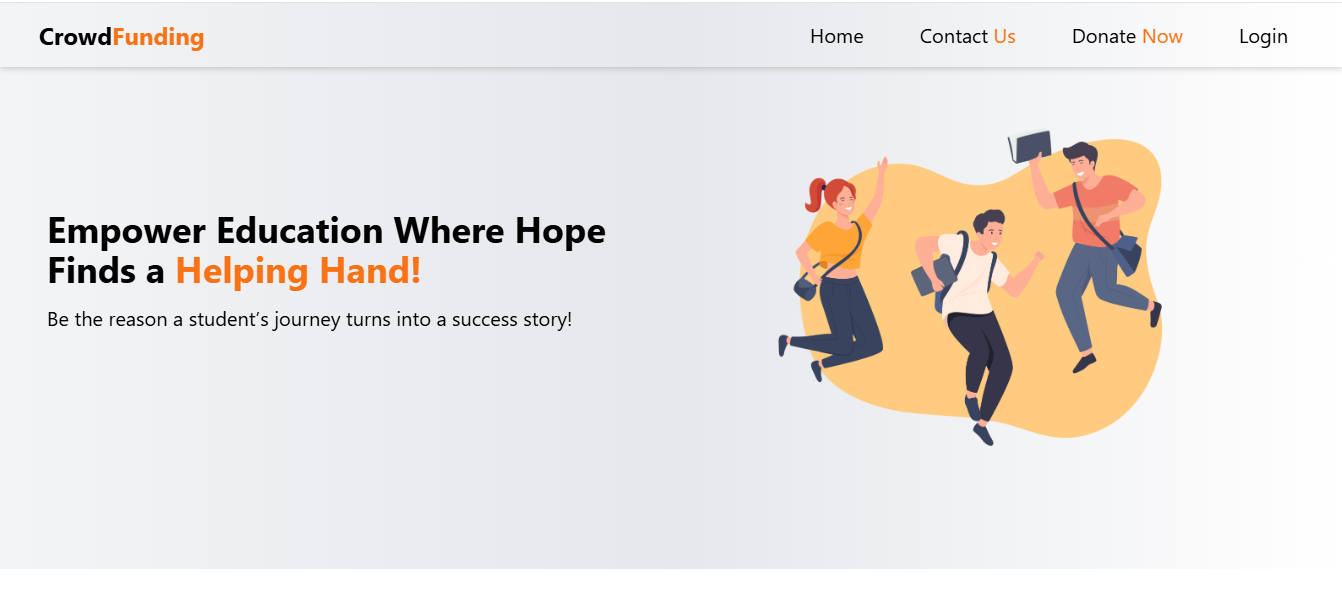 CrowdFunding
Home
Contact Us
Donate Now
Login
Empower Education Where Hope
Finds a Helping Hand!
Be the reason a student’s journey turns into a success story!